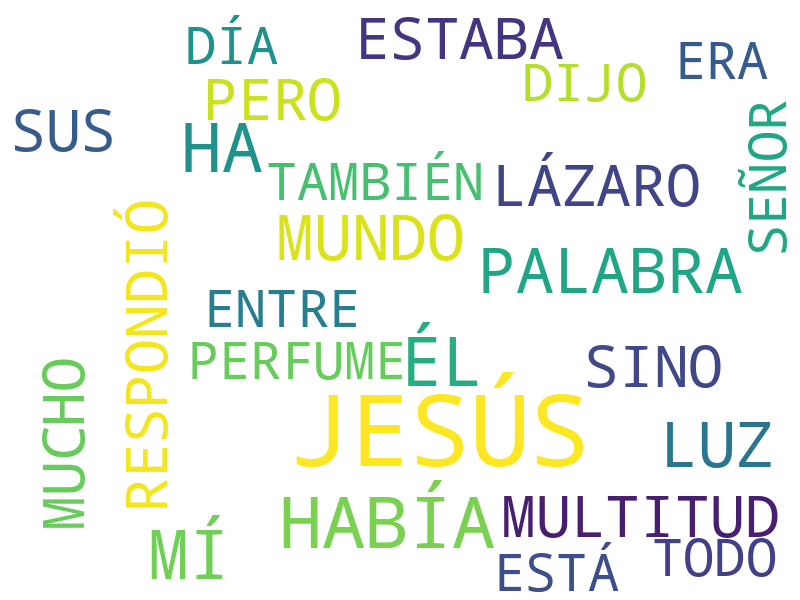 DÍA
ESTABA
ERA
PERO
DIJO
SUS
HA
SEÑOR
TAMBIÉN
LÁZARO
MUNDO
PALABRA
RESPONDIÓ
ENTRE
PERFUME
ÉL
SINO
MUCHO
JESÚS
LUZ
HABÍA
MULTITUD
MÍ
ESTÁ
TODO